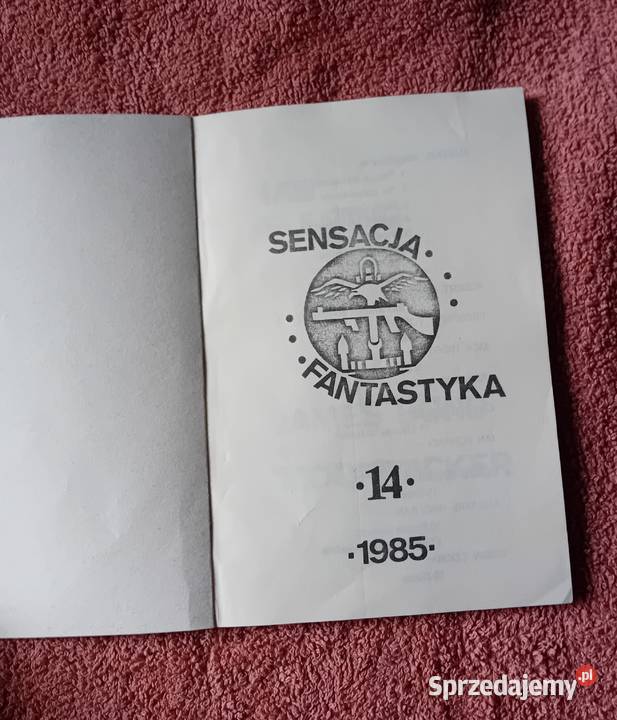 SENSACJA
FANTASTYKA
·14·
·1985·
Sprzedajemy.pl